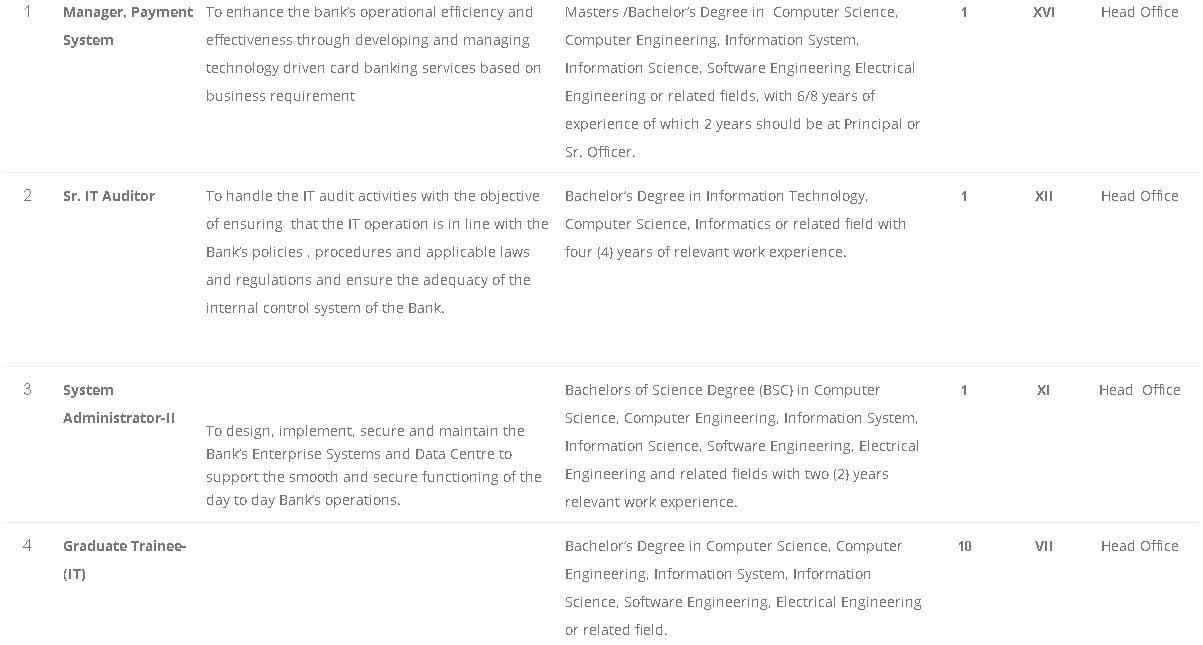 1
Manager, Payment
System
To enhance the bank's operational efficiency and
effectiveness through developing and managing
technology driven card banking services based on
business requirement
Masters /Bachelor's Degree in  Computer Science,
Computer Engineering, Information System,
Information Science, Software Engineering Electrical
Engineering or related fields, with 6/8 years of
experience of which 2 years should be at Principal or
Sr. Officer.
1
XVI
Head Office
2
Sr. IT Auditor
To handle the IT audit activities with the objective
of ensuring  that the IT operation is in line with the
Bank's policies , procedures and applicable laws
and regulations and ensure the adequacy of the
internal control system of the Bank.
Bachelor's Degree in Information Technology,
Computer Science, Informatics or related field with
four (4) years of relevant work experience.
1
XII
Head Office
3
System
Administrator-II
To design, implement, secure and maintain the
Bank's Enterprise Systems and Data Centre to
support the smooth and secure functioning of the
day to day Bank's operations.
Bachelors of Science Degree (BSC) in Computer
Science, Computer Engineering, Information System,
Information Science, Software Engineering, Electrical
Engineering and related fields with two (2) years
relevant work experience.
1
XI
Head  Office
4
Graduate Trainee-
(IT)
Bachelor's Degree in Computer Science, Computer
Engineering, Information System, Information
Science, Software Engineering, Electrical Engineering
or related field.
10
VII
Head Office